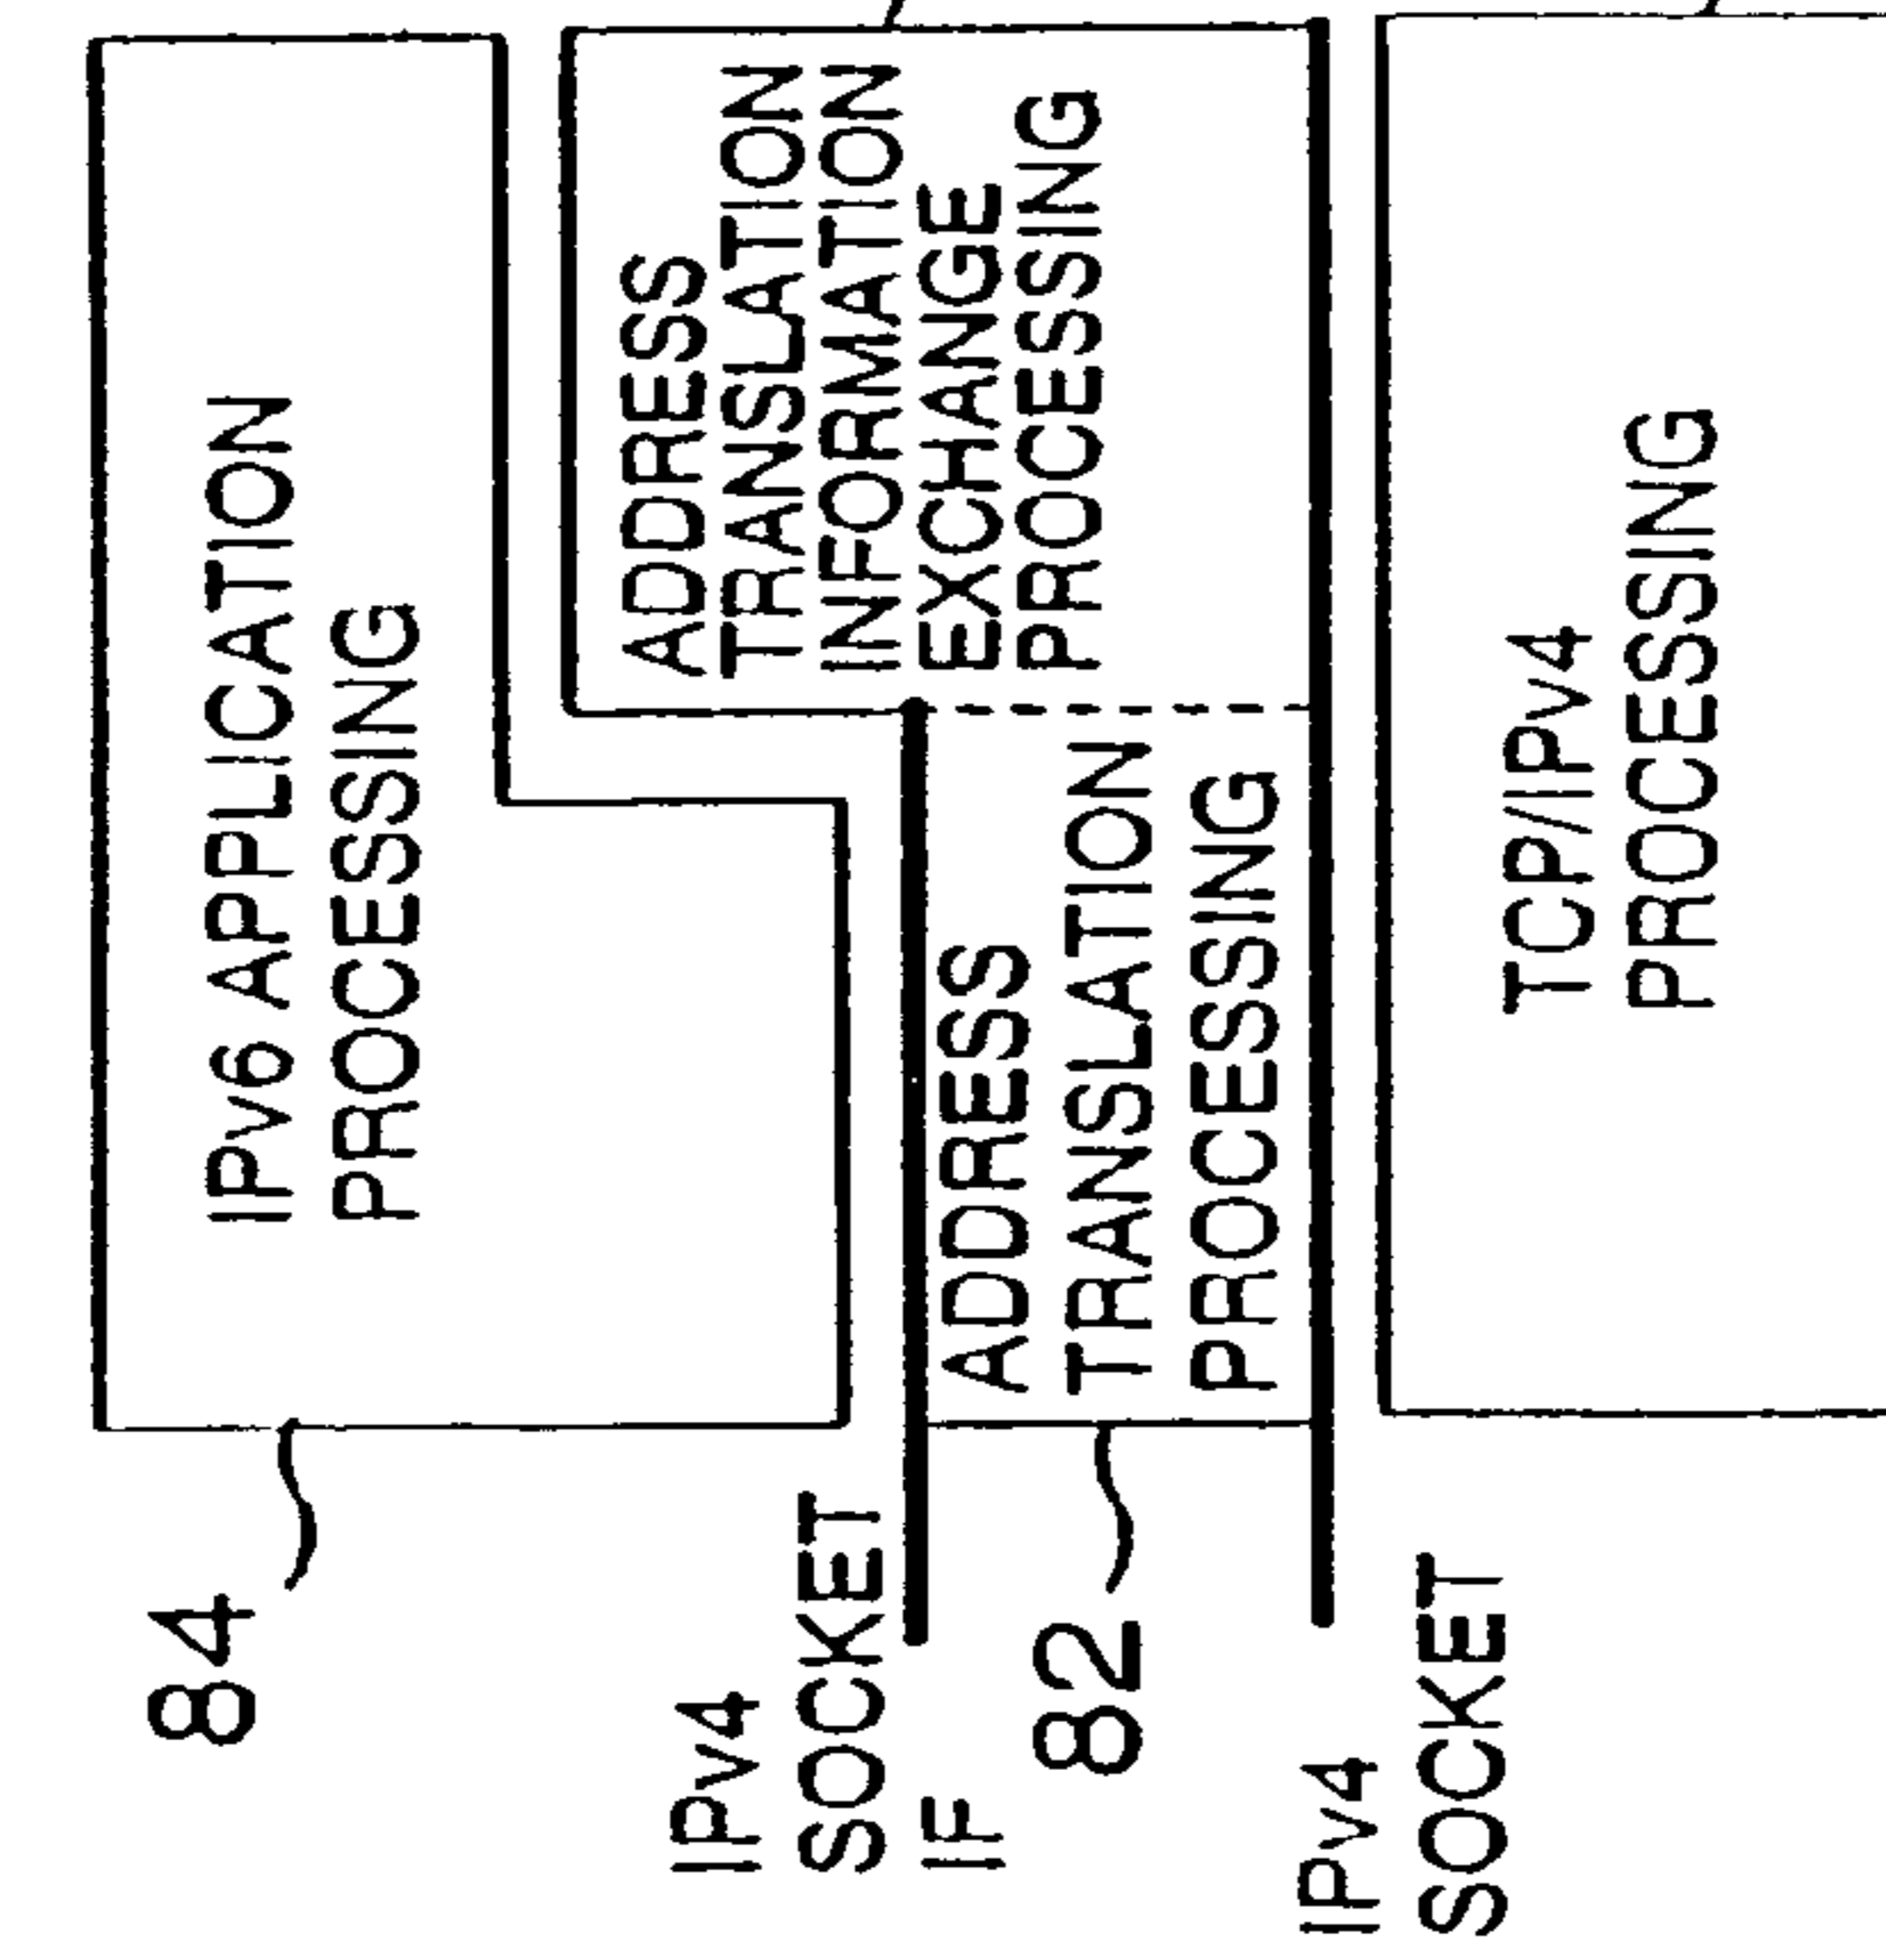 84
IPv6 APPLICATION
PROCESSING
IPv4
SOCKET
IF
ADDRESS
TRANSLATION
INFORMATION
EXCHANGE
PROCESSING
82
ADDRESS
TRANSLATION
PROCESSING
IPv4
SOCKET
TCP/IPv4
PROCESSING